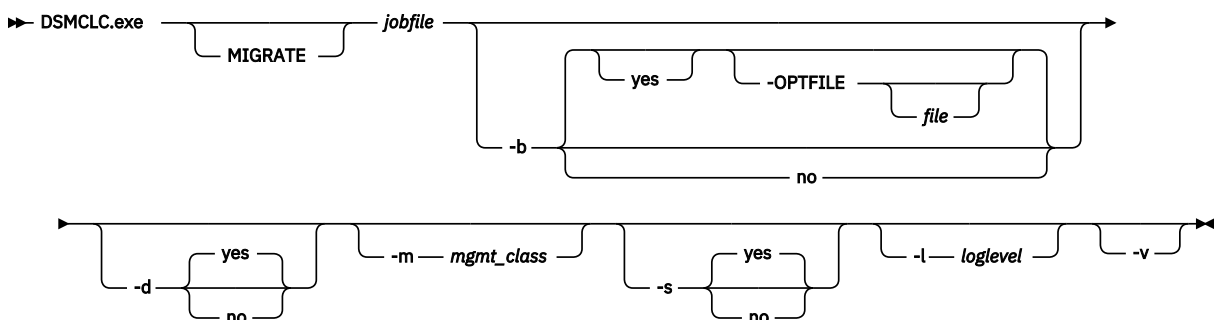 DSMCLC.exe
MIGRATE
jobfile
-b
yes
-OPTFILE
file
no
-d
yes
no
-m mgmt_class
-s
yes
no
-l loglevel
-v